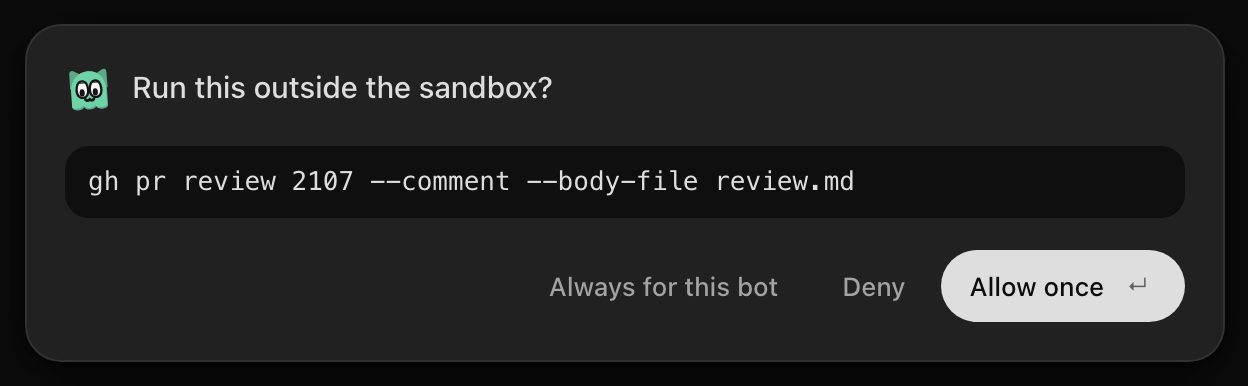 Run this outside the sandbox?
gh pr review 2107 --comment --body-file review.md
Always for this bot Deny Allow once ↵